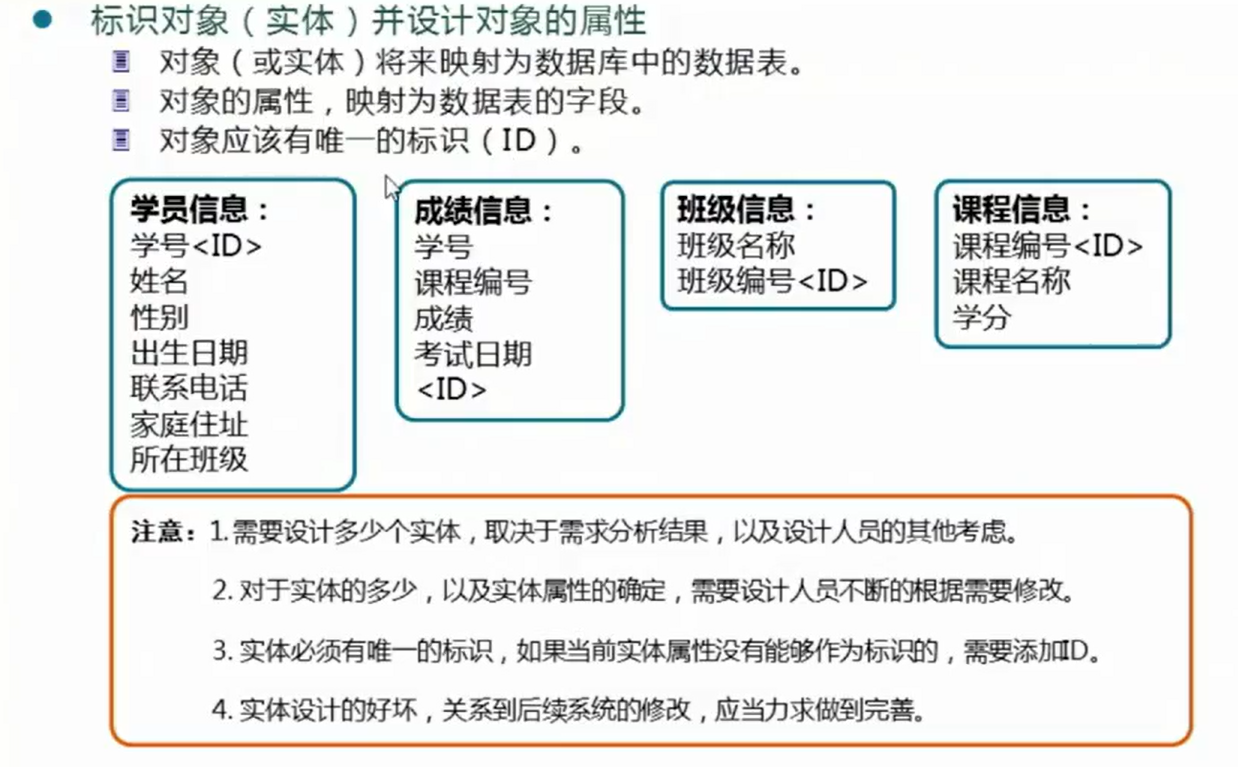 标识对象（实体）并设计对象的属性
对象（或实体）将来映射为数据库中的数据表。
对象的属性，映射为数据表的字段。
对象应该有唯一的标识（ID）。
学员信息：
学号<ID>
姓名
性别
出生日期
联系电话
家庭住址
所在班级
成绩信息：
学号
课程编号
成绩
考试日期
<ID>
班级信息：
班级名称
班级编号<ID>
课程信息：
课程编号<ID>
课程名称
学分
注意：1. 需要设计多少个实体，取决于需求分析结果，以及设计人员的其他考虑。
2. 对于实体的多少，以及实体属性的确定，需要设计人员不断的根据需要修改。
3. 实体必须有唯一的标识，如果当前实体属性没有能够作为标识的，需要添加ID。
4. 实体设计的好坏，关系到后续系统的修改，应当力求做到完善。